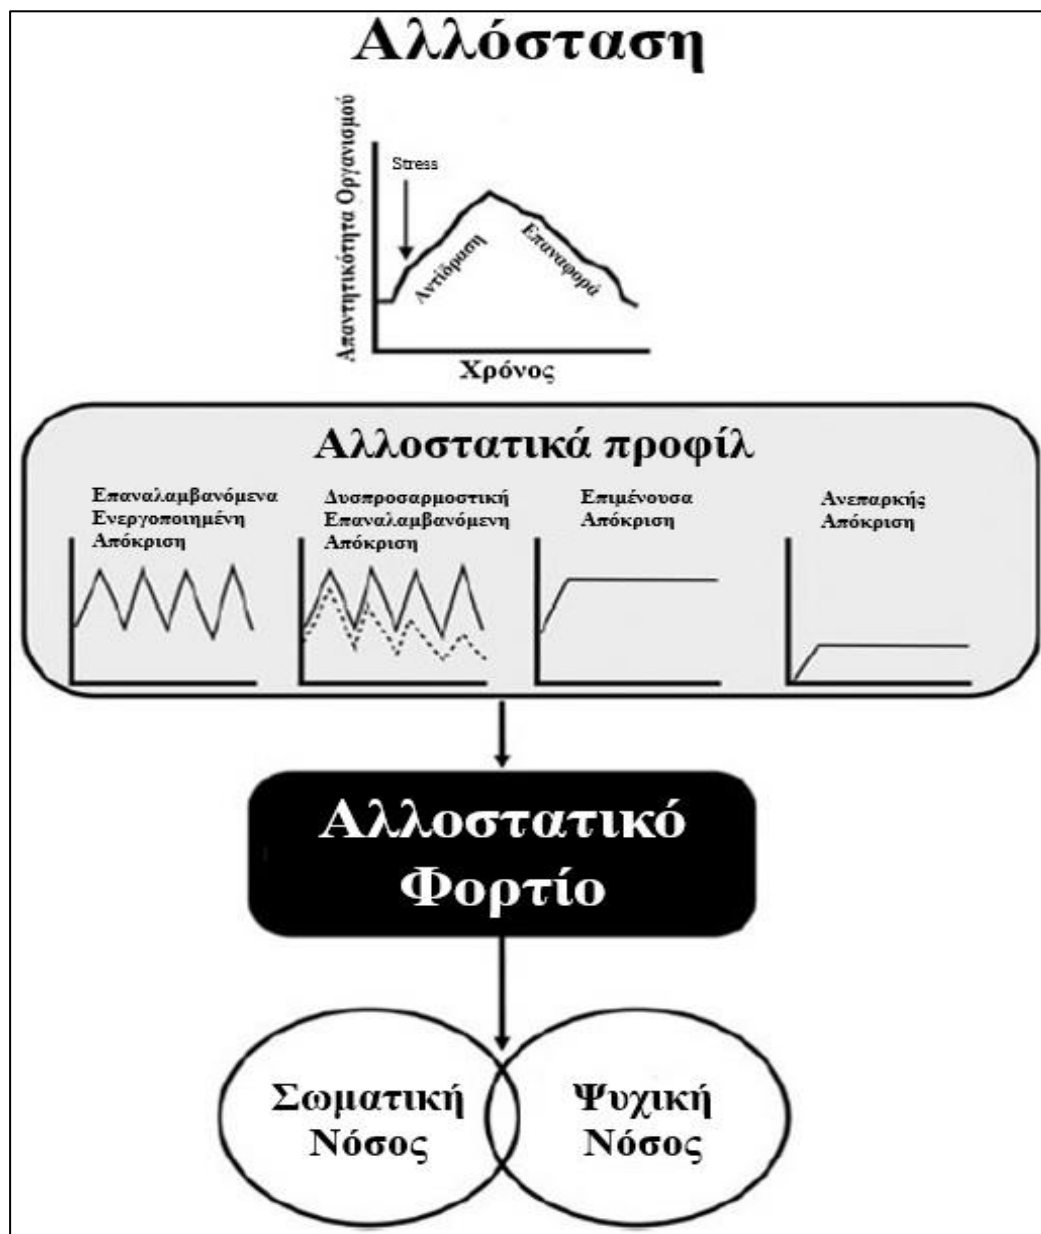 Αλλόσταση
Απαντητικότητα Οργανισμού
Stress
Αντίδραση
Επαναφορά
Χρόνος
Αλλοστατικά προφίλ
Επαναλαμβανόμενα
Ενεργοποιημένη
Απόκριση
Δυσπροσαρμοστική
Επαναλαμβανόμενη
Απόκριση
Επιμένουσα
Απόκριση
Ανεπαρκής
Απόκριση
Αλλοστατικό
Φορτίο
Σωματική
Νόσος
Ψυχική
Νόσος